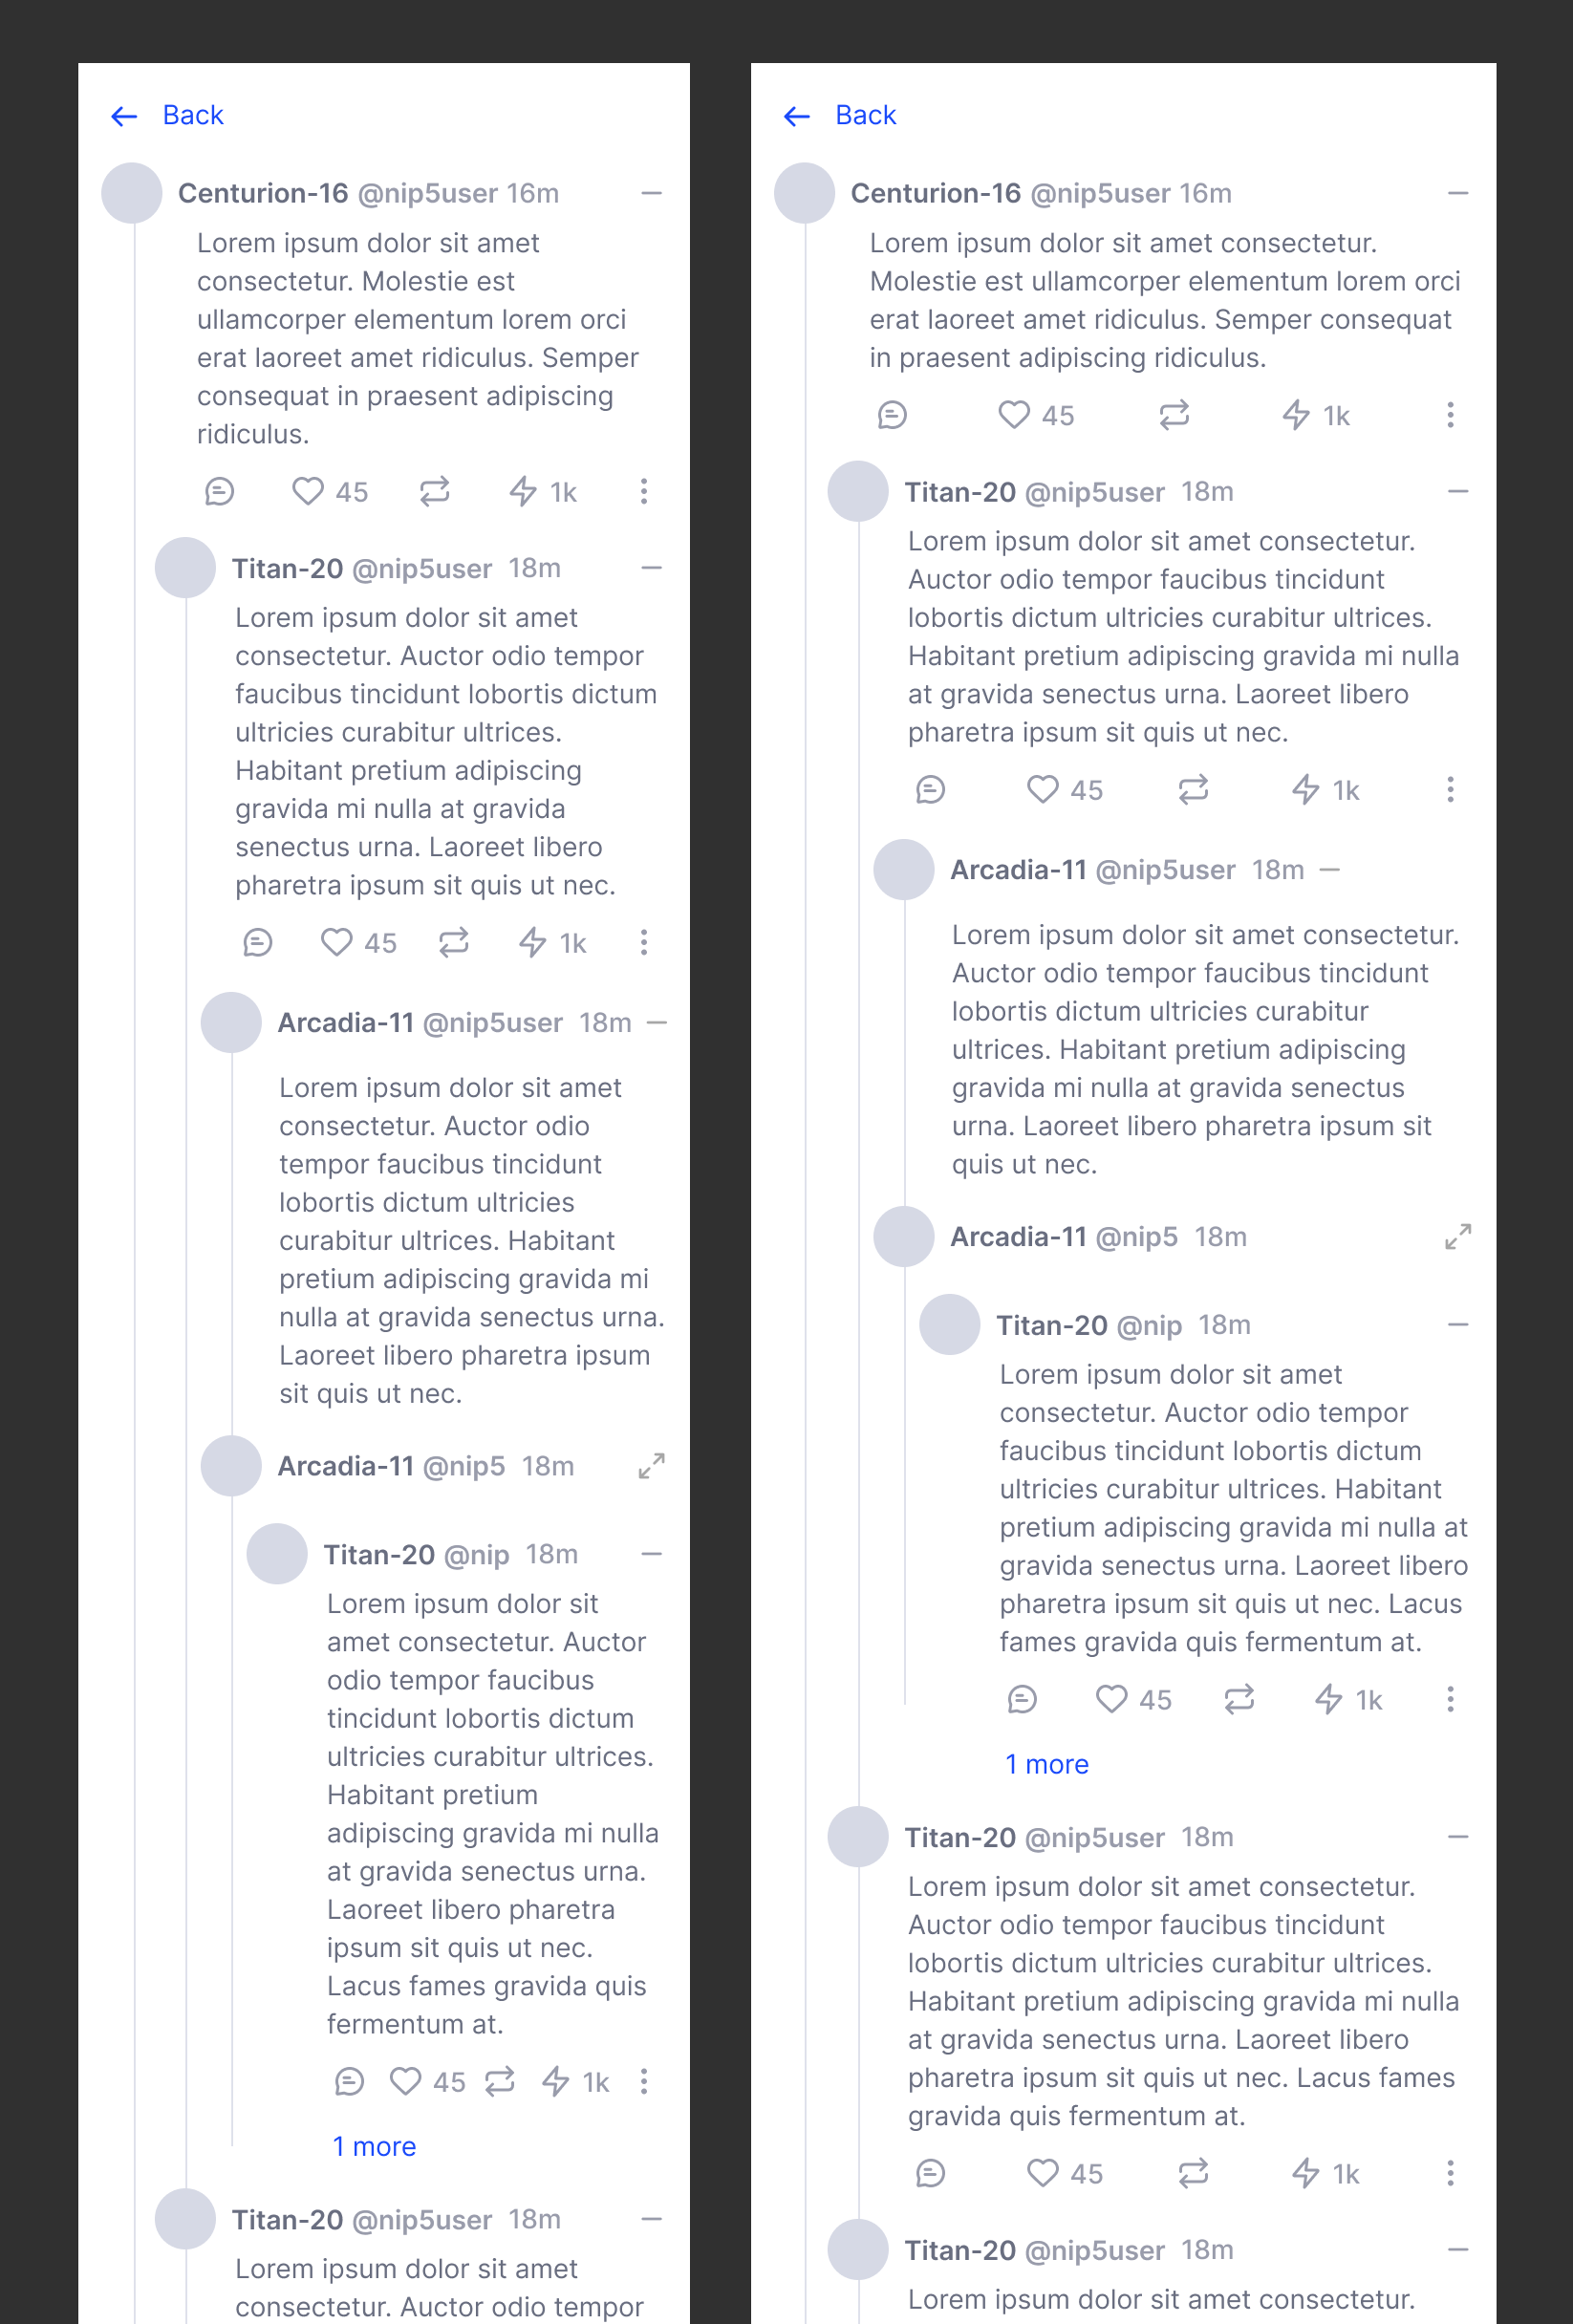 Back
Centurion-16 @nip5user 16m
Lorem ipsum dolor sit amet
consectetur. Molestie est
ullamcorper elementum lorem orci
erat laoreet amet ridiculus. Semper
consequat in praesent adipiscing
ridiculus.
45 1k
Titan-20 @nip5user 18m
Lorem ipsum dolor sit amet
consectetur. Auctor odio tempor
faucibus tincidunt lobortis dictum
ultricies curabitur ultrices.
Habitant pretium adipiscing
gravida mi nulla at gravida
senectus urna. Laoreet libero
pharetra ipsum sit quis ut nec.
45 1k
Arcadia-11 @nip5user 18m
Lorem ipsum dolor sit amet
consectetur. Auctor odio
tempor faucibus tincidunt
lobortis dictum ultricies
curabitur ultrices. Habitant
pretium adipiscing gravida mi
nulla at gravida senectus urna.
Laoreet libero pharetra ipsum
sit quis ut nec.
Arcadia-11 @nip5 18m
Titan-20 @nip 18m
Lorem ipsum dolor sit
amet consectetur. Auctor
odio tempor faucibus
tincidunt lobortis dictum
ultricies curabitur ultrices.
Habitant pretium
adipiscing gravida mi nulla
at gravida senectus urna.
Laoreet libero pharetra
ipsum sit quis ut nec.
Lacus fames gravida quis
fermentum at.
45 1k
1 more
Titan-20 @nip5user 18m
Lorem ipsum dolor sit amet
consectetur. Auctor odio tempor
Back
Centurion-16 @nip5user 16m
Lorem ipsum dolor sit amet consectetur.
Molestie est ullamcorper elementum lorem orci
erat laoreet amet ridiculus. Semper consequat
in praesent adipiscing ridiculus.
45 1k
Titan-20 @nip5user 18m
Lorem ipsum dolor sit amet consectetur.
Auctor odio tempor faucibus tincidunt
lobortis dictum ultricies curabitur ultrices.
Habitant pretium adipiscing gravida mi nulla
at gravida senectus urna. Laoreet libero
pharetra ipsum sit quis ut nec.
45 1k
Arcadia-11 @nip5user 18m
Lorem ipsum dolor sit amet consectetur.
Auctor odio tempor faucibus tincidunt
lobortis dictum ultricies curabitur
ultrices. Habitant pretium adipiscing
gravida mi nulla at gravida senectus
urna. Laoreet libero pharetra ipsum sit
quis ut nec.
Arcadia-11 @nip5 18m
Titan-20 @nip 18m
Lorem ipsum dolor sit amet
consectetur. Auctor odio tempor
faucibus tincidunt lobortis dictum
ultricies curabitur ultrices. Habitant
pretium adipiscing gravida mi nulla at
gravida senectus urna. Laoreet libero
pharetra ipsum sit quis ut nec. Lacus
fames gravida quis fermentum at.
45 1k
1 more
Titan-20 @nip5user 18m
Lorem ipsum dolor sit amet consectetur.
Auctor odio tempor faucibus tincidunt
lobortis dictum ultricies curabitur ultrices.
Habitant pretium adipiscing gravida mi nulla
at gravida senectus urna. Laoreet libero
pharetra ipsum sit quis ut nec. Lacus fames
gravida quis fermentum at.
45 1k
Titan-20 @nip5user 18m
Lorem ipsum dolor sit amet consectetur.